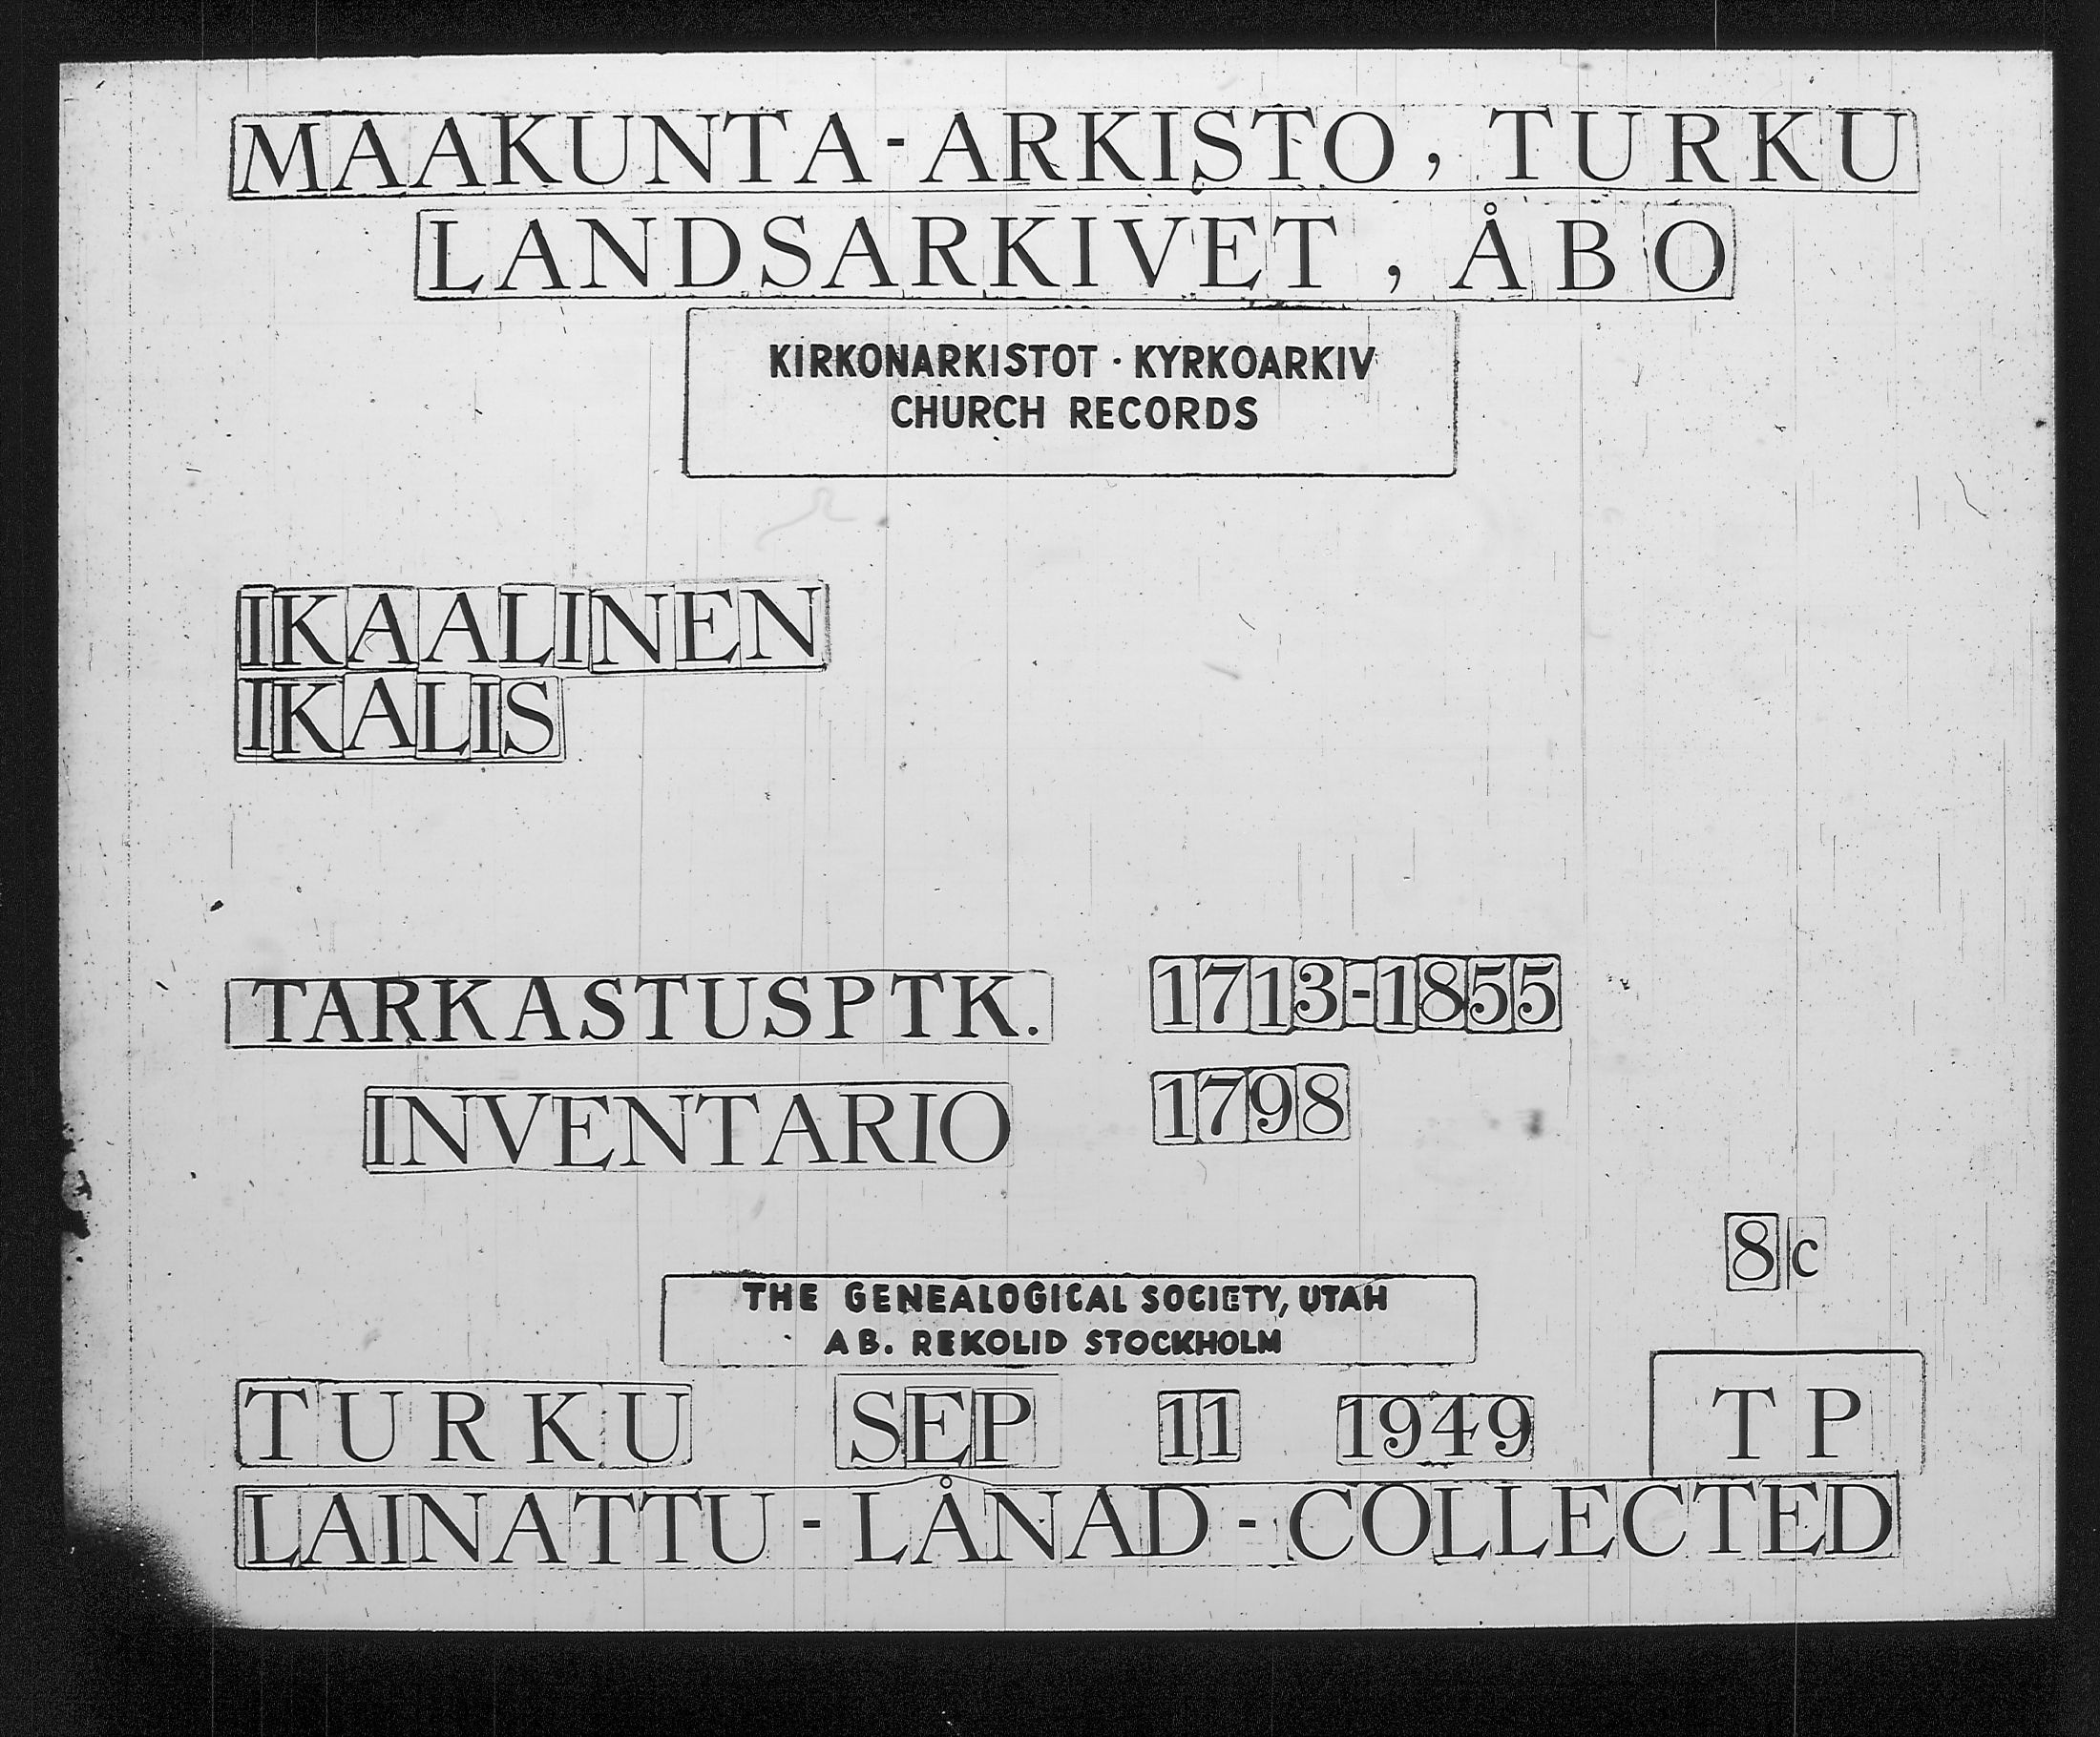 MAAKUNTA-ARKISTO, TURKU
LANDSARKIVET, ÅBO
KIRKONARKISTOT · KYRKOARKIV
CHURCH RECORDS
IKAALINEN
IKALIS
TARKASTUSPTK. 1713-1855
INVENTARIO 1798
8c
THE GENEALOGICAL SOCIETY, UTAH
AB. REKOLID STOCKHOLM
TURKU SEP 11 1949 TP
LAINATTU - LÅNAD - COLLECTED